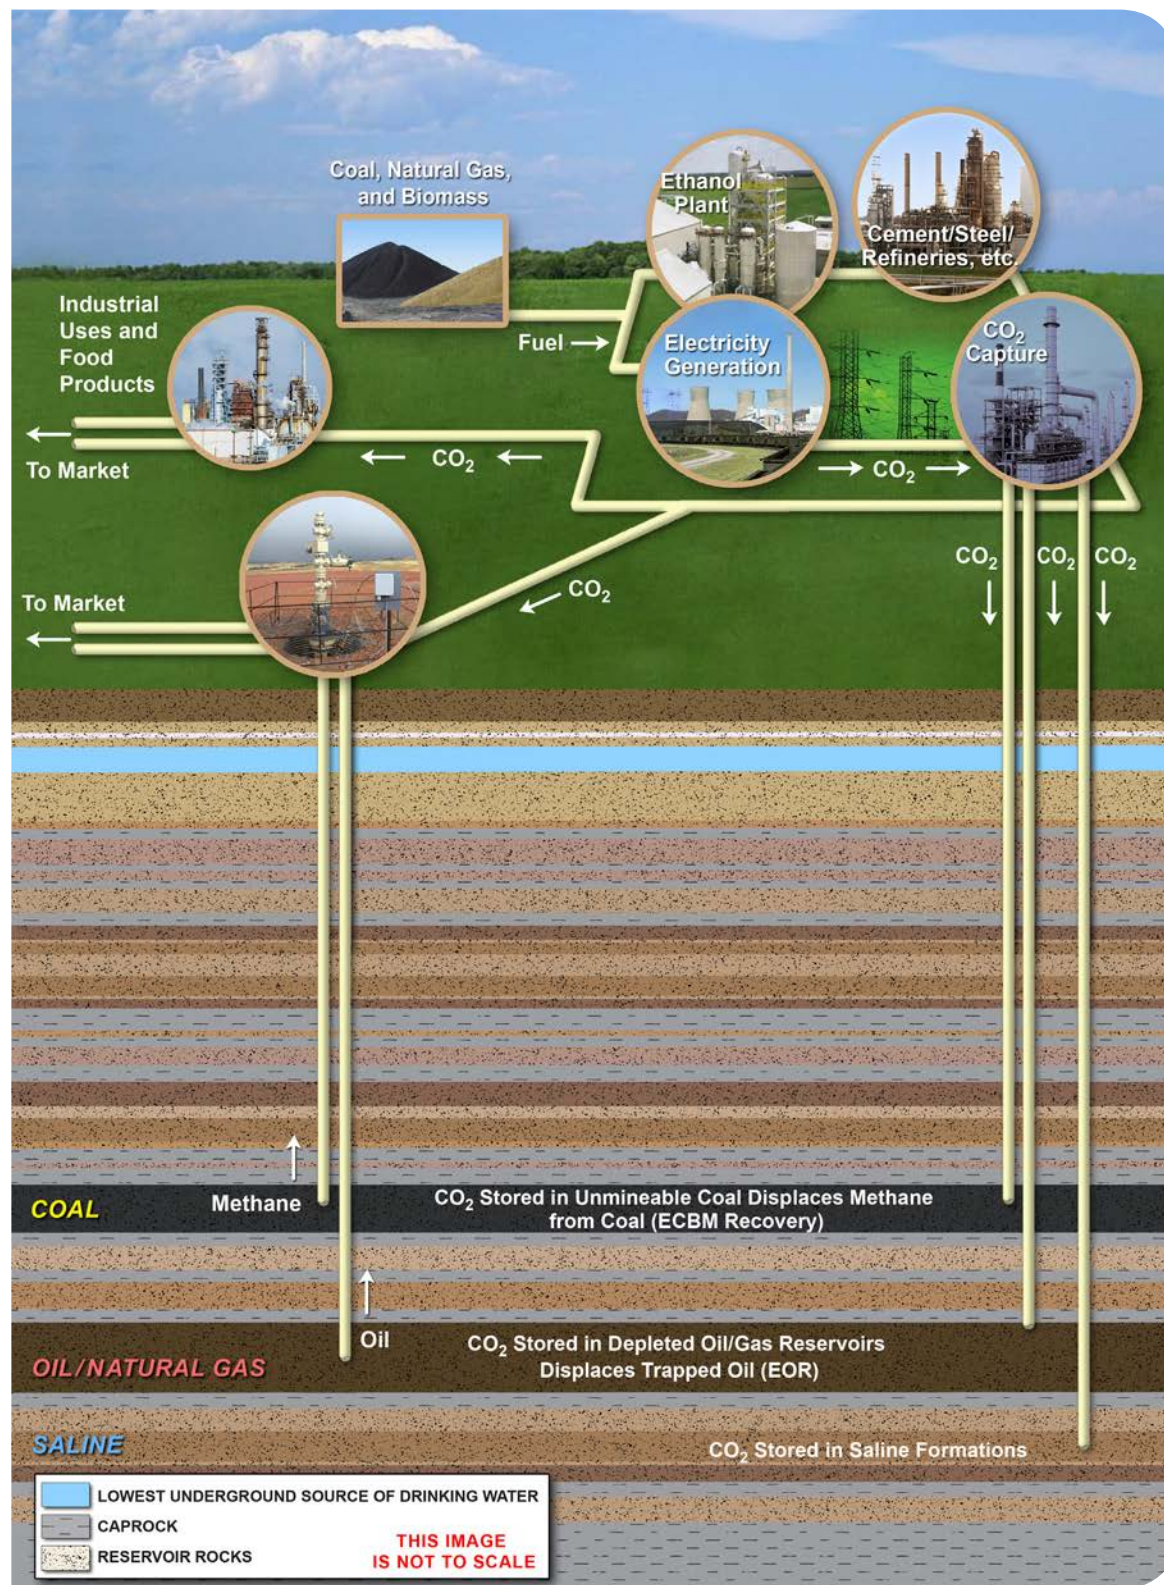 Coal, Natural Gas,
and Biomass
Ethanol
Plant
Cement/Steel/
Refineries, etc.
Industrial
Uses and
Food
Products
Fuel
Electricity
Generation
CO₂
Capture
To Market
CO₂
CO₂
CO₂
CO₂
CO₂
CO₂
To Market
COAL
Methane
CO₂ Stored in Unmineable Coal Displaces Methane
from Coal (ECBM Recovery)
Oil
CO₂ Stored in Depleted Oil/Gas Reservoirs
Displaces Trapped Oil (EOR)
OIL/NATURAL GAS
SALINE
CO₂ Stored in Saline Formations
LOWEST UNDERGROUND SOURCE OF DRINKING WATER
CAPROCK
RESERVOIR ROCKS
THIS IMAGE
IS NOT TO SCALE